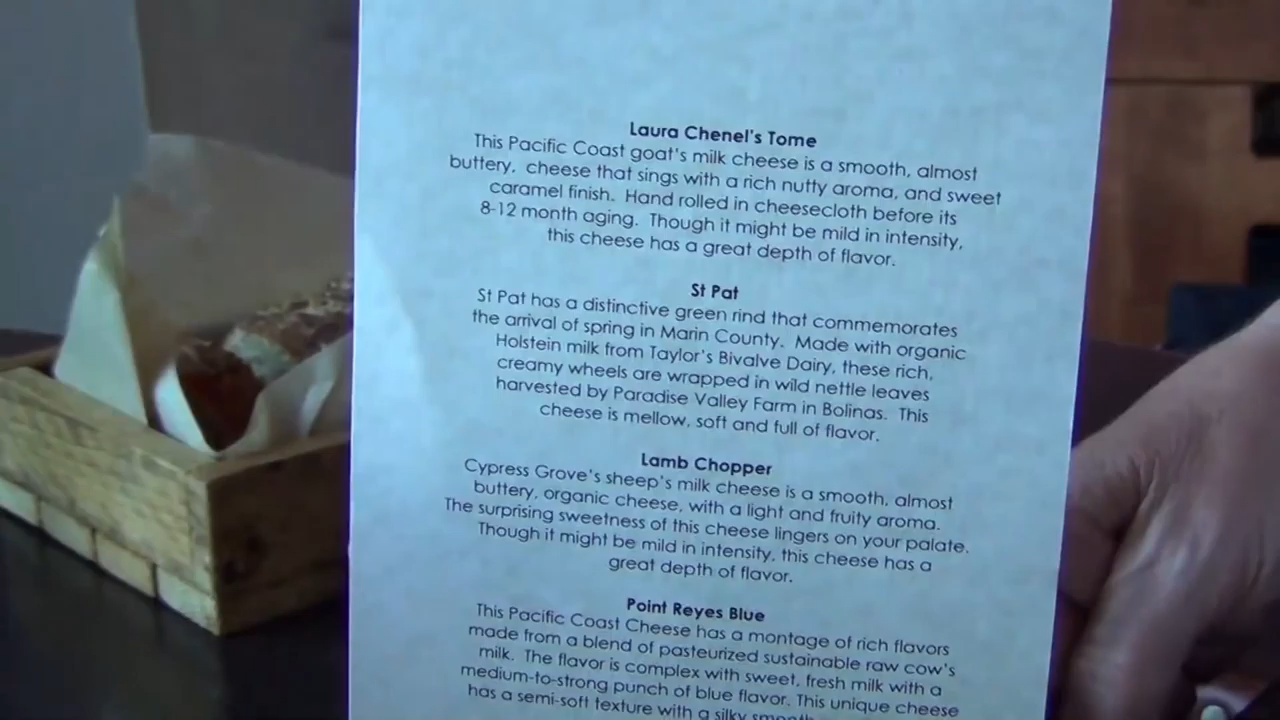 Laura Chenel's Tome
This Pacific Coast goat's milk cheese is a smooth, almost
buttery, cheese that sings with a rich nutty aroma, and sweet
caramel finish. Hand rolled in cheesecloth before its
8-12 month aging. Though it might be mild in intensity,
this cheese has a great depth of flavor.
St Pat
St Pat has a distinctive green rind that commemorates
the arrival of spring in Marin County. Made with organic
Holstein milk from Taylor's Bivalve Dairy, these rich,
creamy wheels are wrapped in wild nettle leaves
harvested by Paradise Valley Farm in Bolinas. This
cheese is mellow, soft and full of flavor.
Lamb Chopper
Cypress Grove's sheep's milk cheese is a smooth, almost
buttery, organic cheese, with a light and fruity aroma.
The surprising sweetness of this cheese lingers on your palate.
Though it might be mild in intensity, this cheese has a
great depth of flavor.
Point Reyes Blue
This Pacific Coast Cheese has a montage of rich flavors
made from a blend of pasteurized sustainable raw cow's
milk. The flavor is complex with sweet, fresh milk with a
medium-to-strong punch of blue flavor. This unique cheese
has a semi-soft texture with a silky